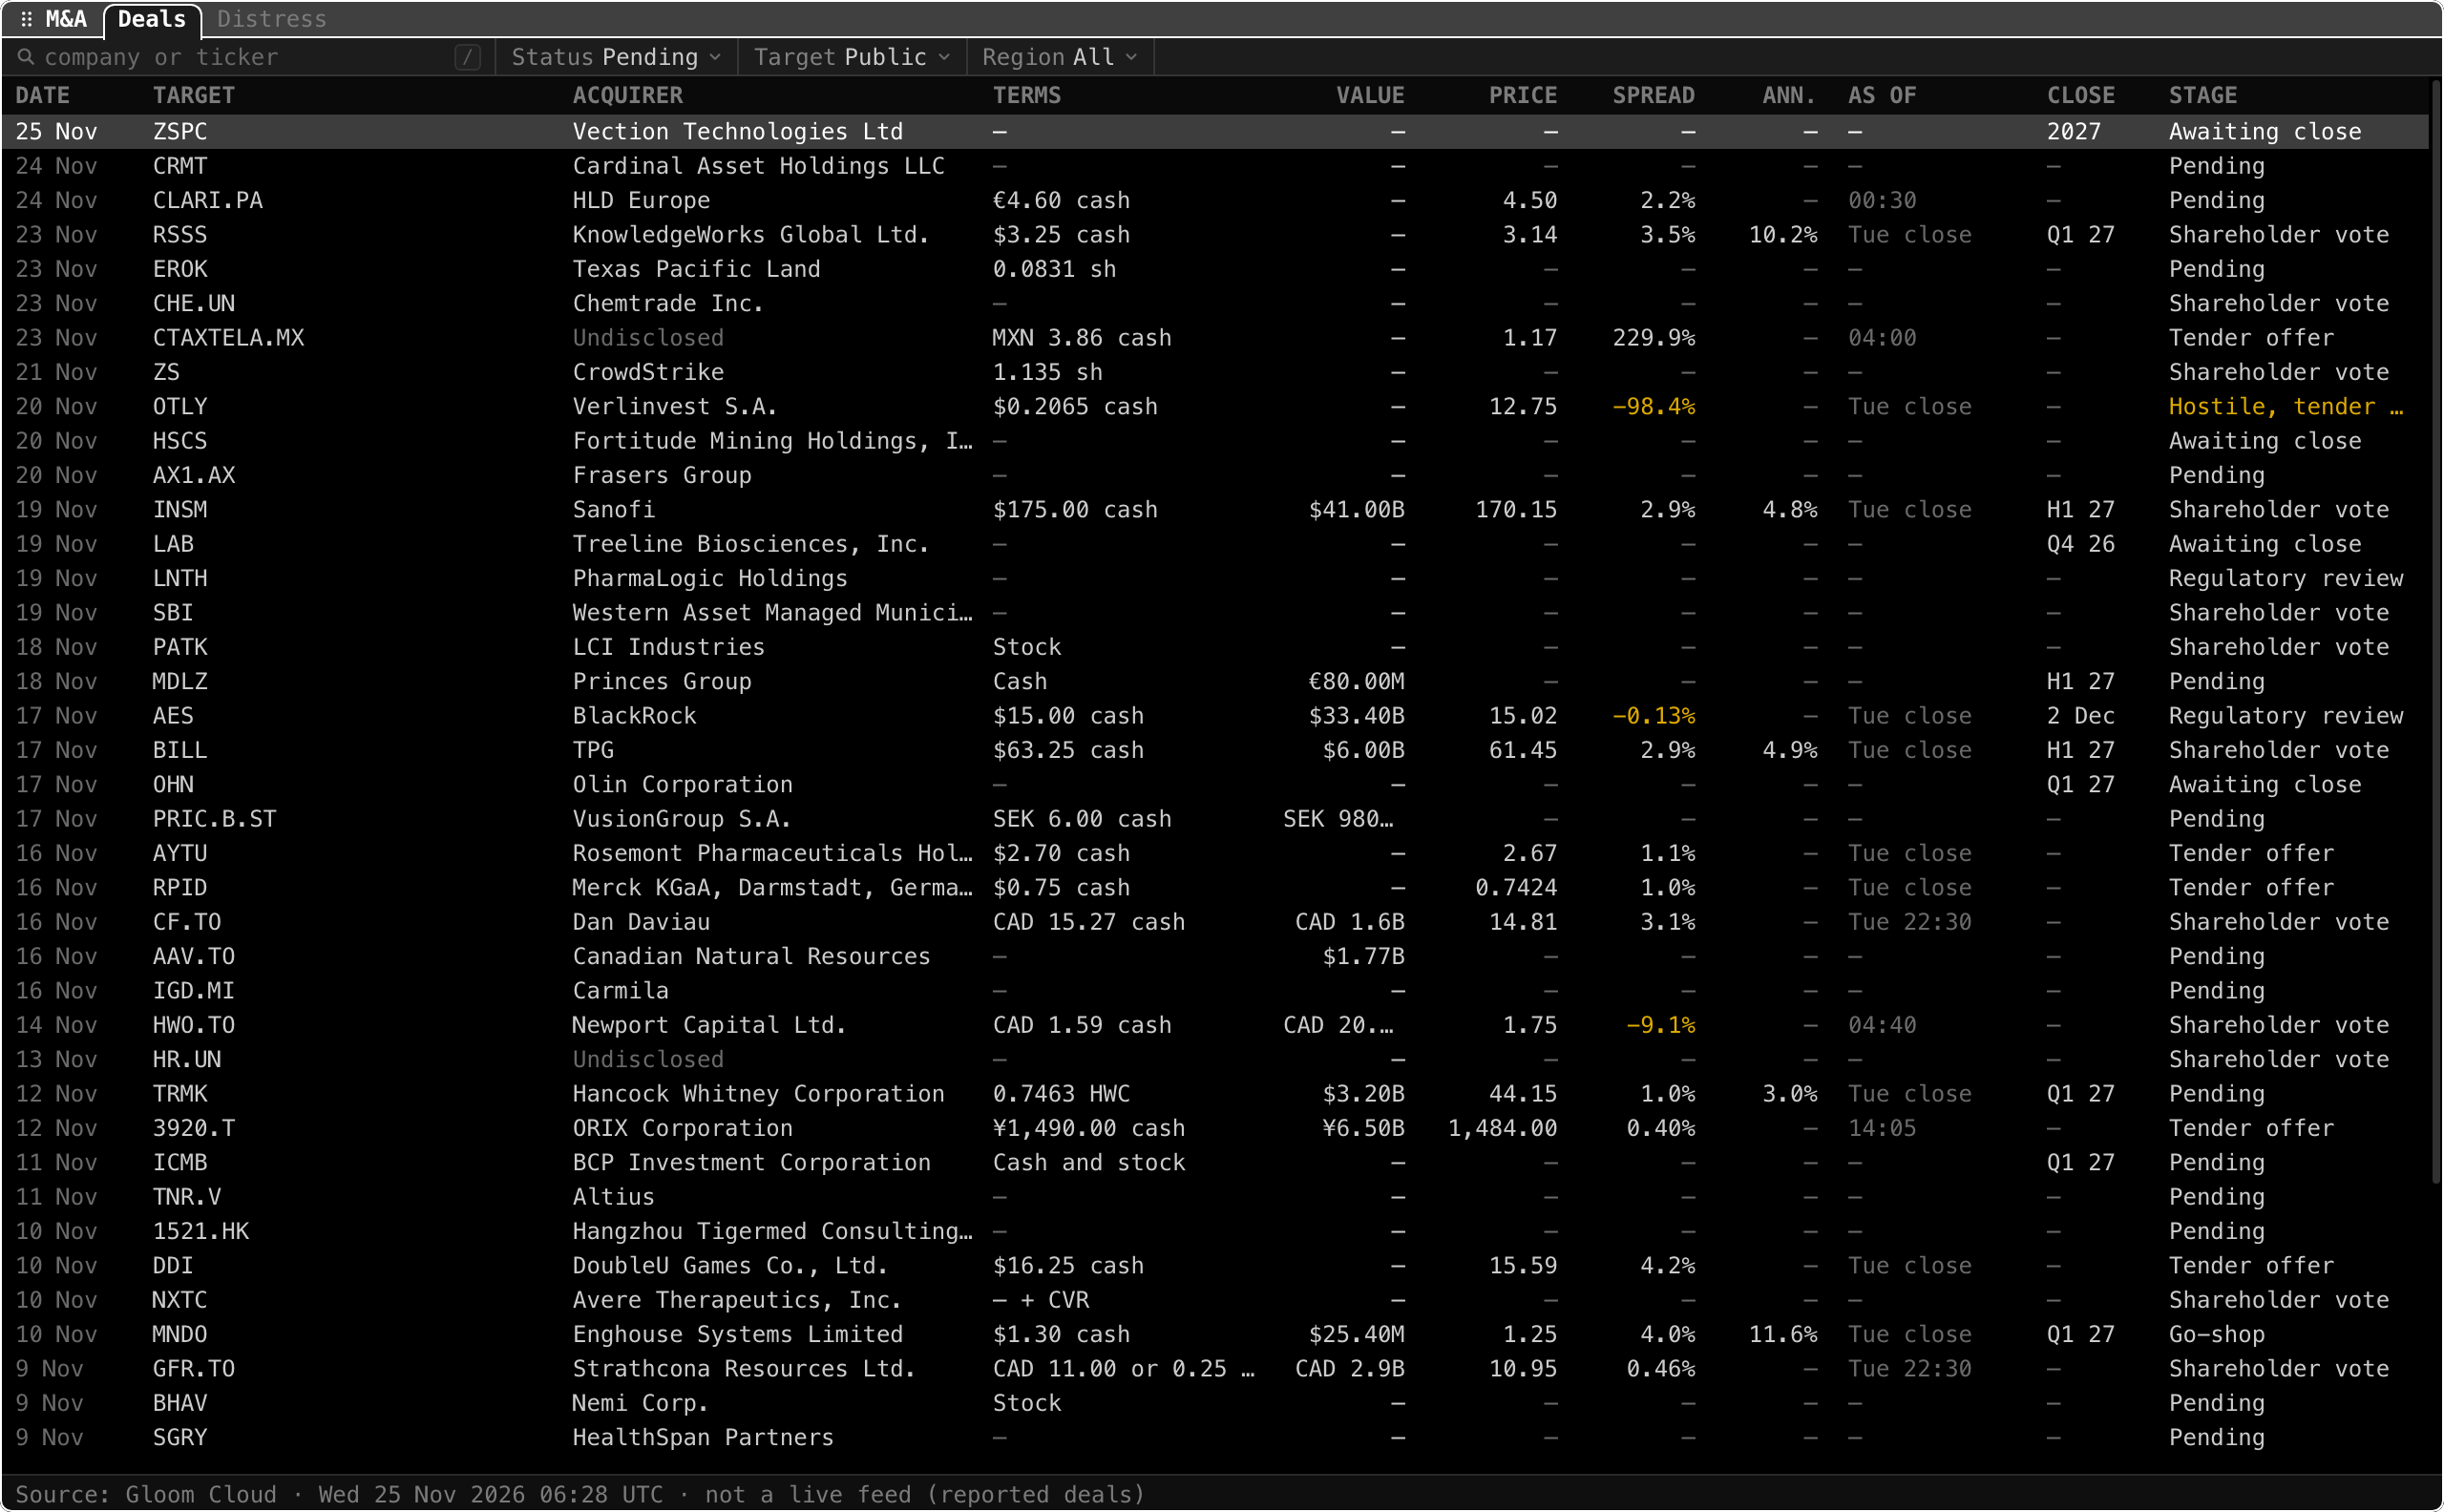 M&A Deals Distress
company or ticker / Status Pending Target Public Region All
DATE TARGET ACQUIRER TERMS VALUE PRICE SPREAD ANN. AS OF CLOSE STAGE
25 Nov ZSPC Vection Technologies Ltd — — — — — — 2027 Awaiting close
24 Nov CRMT Cardinal Asset Holdings LLC — — — — — — — Pending
24 Nov CLARI.PA HLD Europe €4.60 cash — 4.50 2.2% — 00:30 — Pending
23 Nov RSSS KnowledgeWorks Global Ltd. $3.25 cash — 3.14 3.5% 10.2% Tue close Q1 27 Shareholder vote
23 Nov EROK Texas Pacific Land 0.0831 sh — — — — — — Pending
23 Nov CHE.UN Chemtrade Inc. — — — — — — — Shareholder vote
23 Nov CTAXTELA.MX Undisclosed MXN 3.86 cash — 1.17 229.9% — 04:00 — Tender offer
21 Nov ZS CrowdStrike 1.135 sh — — — — — — Shareholder vote
20 Nov OTLY Verlinvest S.A. $0.2065 cash — 12.75 −98.4% — Tue close — Hostile, tender …
20 Nov HSCS Fortitude Mining Holdings, I… — — — — — — — Awaiting close
20 Nov AX1.AX Frasers Group — — — — — — — Pending
19 Nov INSM Sanofi $175.00 cash $41.00B 170.15 2.9% 4.8% Tue close H1 27 Shareholder vote
19 Nov LAB Treeline Biosciences, Inc. — — — — — — Q4 26 Awaiting close
19 Nov LNTH PharmaLogic Holdings — — — — — — — Regulatory review
19 Nov SBI Western Asset Managed Munici… — — — — — — — Shareholder vote
18 Nov PATK LCI Industries Stock — — — — — — Shareholder vote
18 Nov MDLZ Princes Group Cash €80.00M — — — — H1 27 Pending
17 Nov AES BlackRock $15.00 cash $33.40B 15.02 −0.13% — Tue close 2 Dec Regulatory review
17 Nov BILL TPG $63.25 cash $6.00B 61.45 2.9% 4.9% Tue close H1 27 Shareholder vote
17 Nov OHN Olin Corporation — — — — — — Q1 27 Awaiting close
17 Nov PRIC.B.ST VusionGroup S.A. SEK 6.00 cash SEK 980… — — — — — Pending
16 Nov AYTU Rosemont Pharmaceuticals Hol… $2.70 cash — 2.67 1.1% — Tue close — Tender offer
16 Nov RPID Merck KGaA, Darmstadt, Germa… $0.75 cash — 0.7424 1.0% — Tue close — Tender offer
16 Nov CF.TO Dan Daviau CAD 15.27 cash CAD 1.6B 14.81 3.1% — Tue 22:30 — Shareholder vote
16 Nov AAV.TO Canadian Natural Resources — $1.77B — — — — — Pending
16 Nov IGD.MI Carmila — — — — — — — Pending
14 Nov HWO.TO Newport Capital Ltd. CAD 1.59 cash CAD 20.… 1.75 −9.1% — 04:40 — Shareholder vote
13 Nov HR.UN Undisclosed — — — — — — — Shareholder vote
12 Nov TRMK Hancock Whitney Corporation 0.7463 HWC $3.20B 44.15 1.0% 3.0% Tue close Q1 27 Pending
12 Nov 3920.T ORIX Corporation ¥1,490.00 cash ¥6.50B 1,484.00 0.40% — 14:05 — Tender offer
11 Nov ICMB BCP Investment Corporation Cash and stock — — — — — Q1 27 Pending
11 Nov TNR.V Altius — — — — — — — Pending
10 Nov 1521.HK Hangzhou Tigermed Consulting… — — — — — — — Pending
10 Nov DDI DoubleU Games Co., Ltd. $16.25 cash — 15.59 4.2% — Tue close — Tender offer
10 Nov NXTC Avere Therapeutics, Inc. — + CVR — — — — — — Shareholder vote
10 Nov MNDO Enghouse Systems Limited $1.30 cash $25.40M 1.25 4.0% 11.6% Tue close Q1 27 Go-shop
9 Nov GFR.TO Strathcona Resources Ltd. CAD 11.00 or 0.25 … CAD 2.9B 10.95 0.46% — Tue 22:30 — Shareholder vote
9 Nov BHAV Nemi Corp. Stock — — — — — — Pending
9 Nov SGRY HealthSpan Partners — — — — — — — Pending
Source: Gloom Cloud · Wed 25 Nov 2026 06:28 UTC · not a live feed (reported deals)